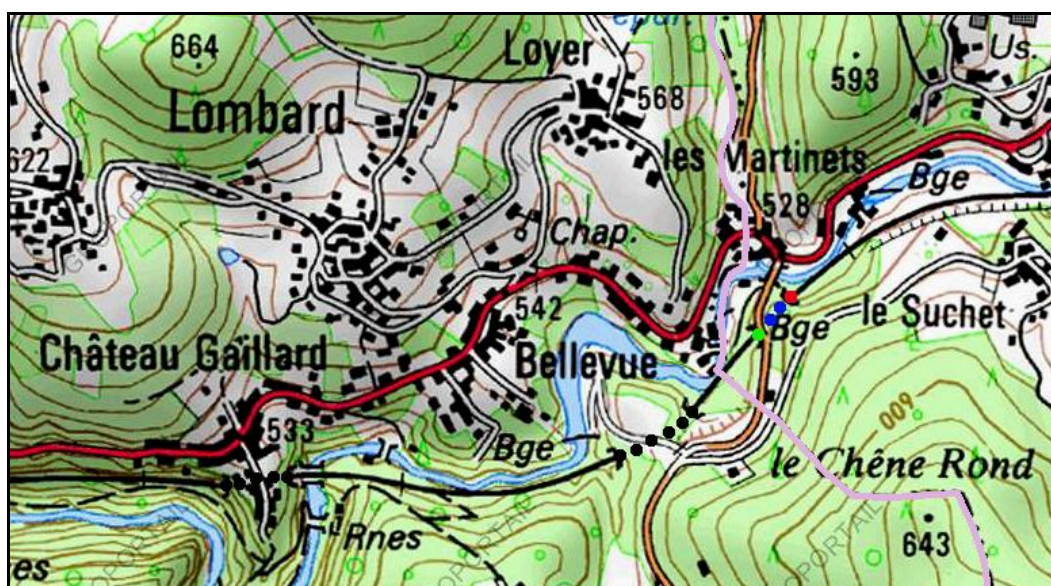 664
Loyer
568
593
Us.
Lombard
622
les Martinets
Bge
528
Chap.
542
le Suchet
Bge
Château Gaillard
Bellevue
600
533
Bge
le Chêne Rond
Rnes
643
es
GEOPORTAIL